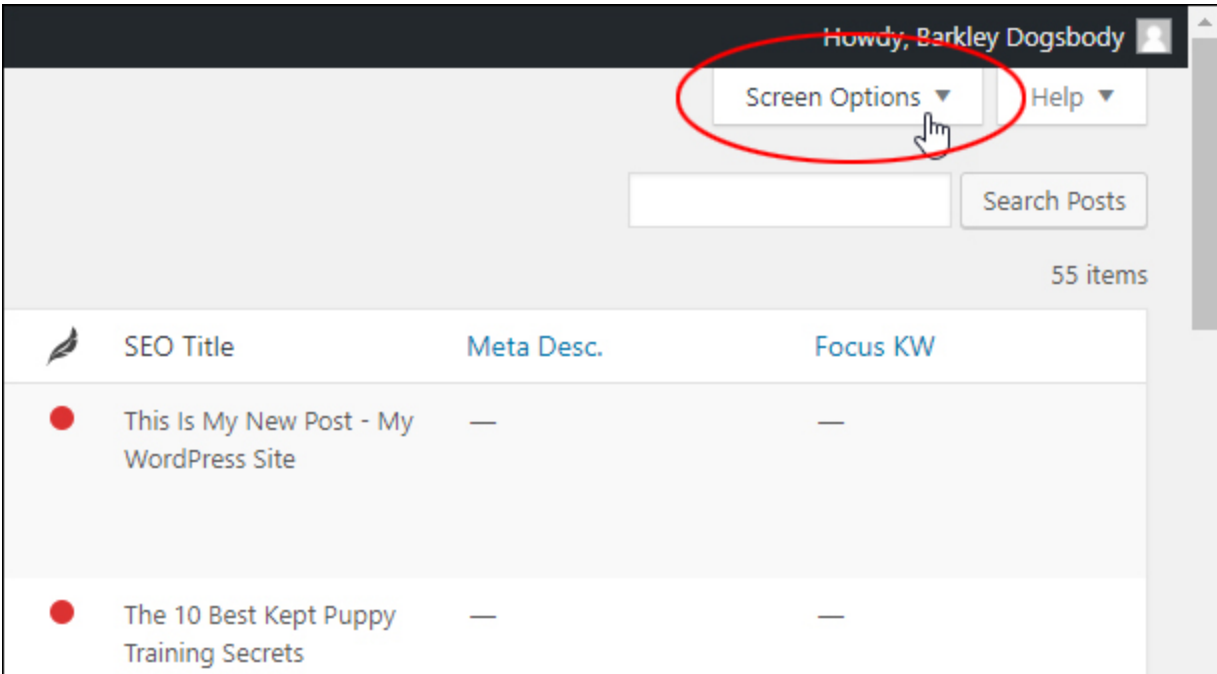 Howdy, Barkley Dogsbody
Screen Options Help
Search Posts
55 items
SEO Title Meta Desc. Focus KW
This Is My New Post - My — —
WordPress Site
The 10 Best Kept Puppy — —
Training Secrets